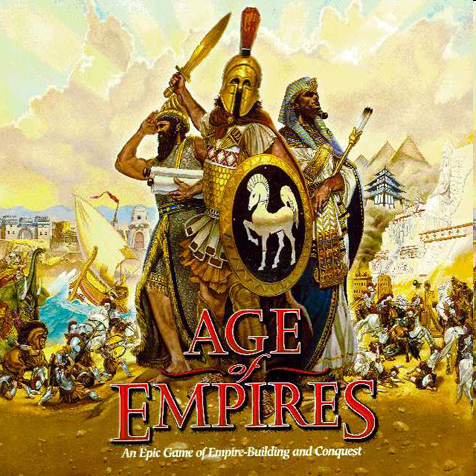 AGE
of
EMPIRES
An Epic Game of Empire-Building and Conquest